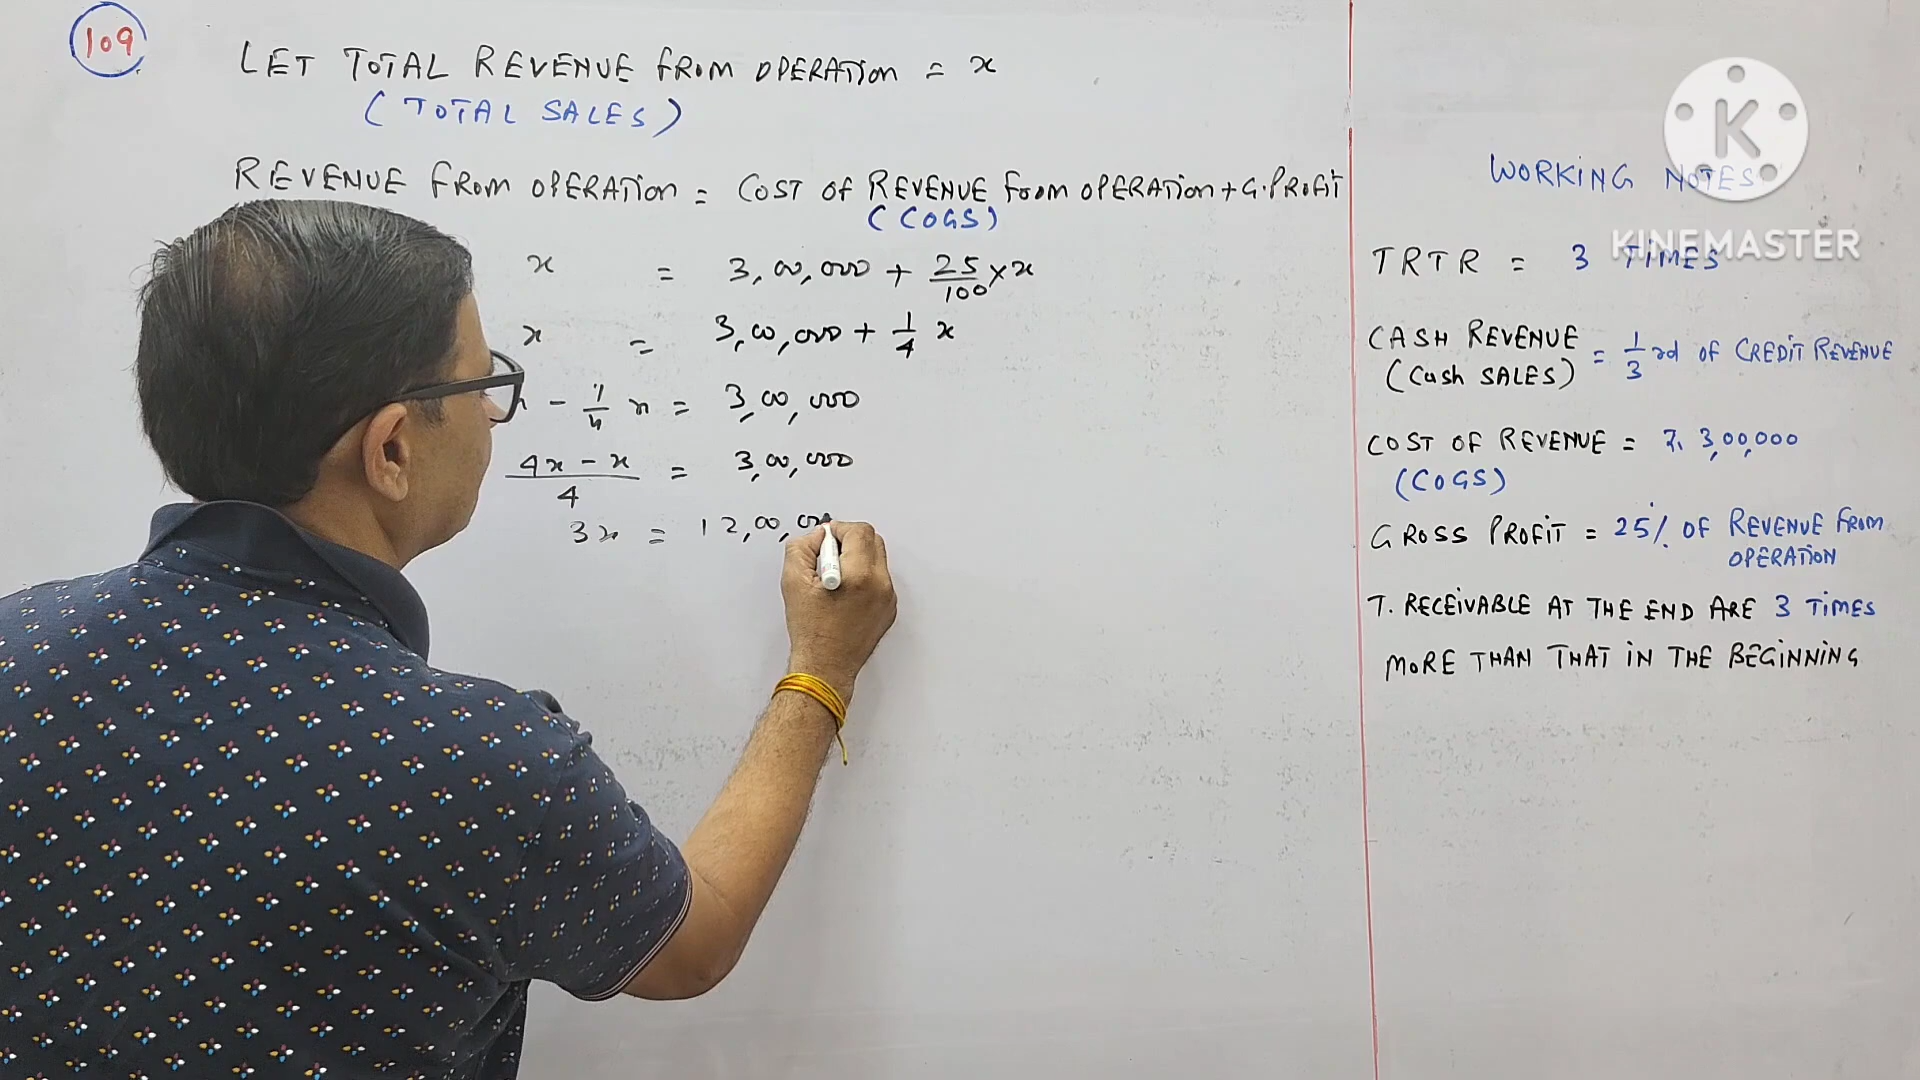 109
LET TOTAL REVENUE FROM OPERATION = x
(TOTAL SALES)
REVENUE FROM OPERATION = COST OF REVENUE FROM OPERATION + G.PROFIT
(COGS)
x = 3,00,000 + 25/100 × x
x = 3,00,000 + 1/4 x
- 1/4 x = 3,00,000
4x - x / 4 = 3,00,000
3x = 12,00,000
K
KINEMASTER
WORKING NOTES
TRTR = 3 TIMES
CASH REVENUE = 1/3 rd OF CREDIT REVENUE
(Cash SALES)
COST OF REVENUE = ₹. 3,00,000
(COGS)
GROSS PROFIT = 25% OF REVENUE FROM
OPERATION
T. RECEIVABLE AT THE END ARE 3 TIMES
MORE THAN THAT IN THE BEGINNING